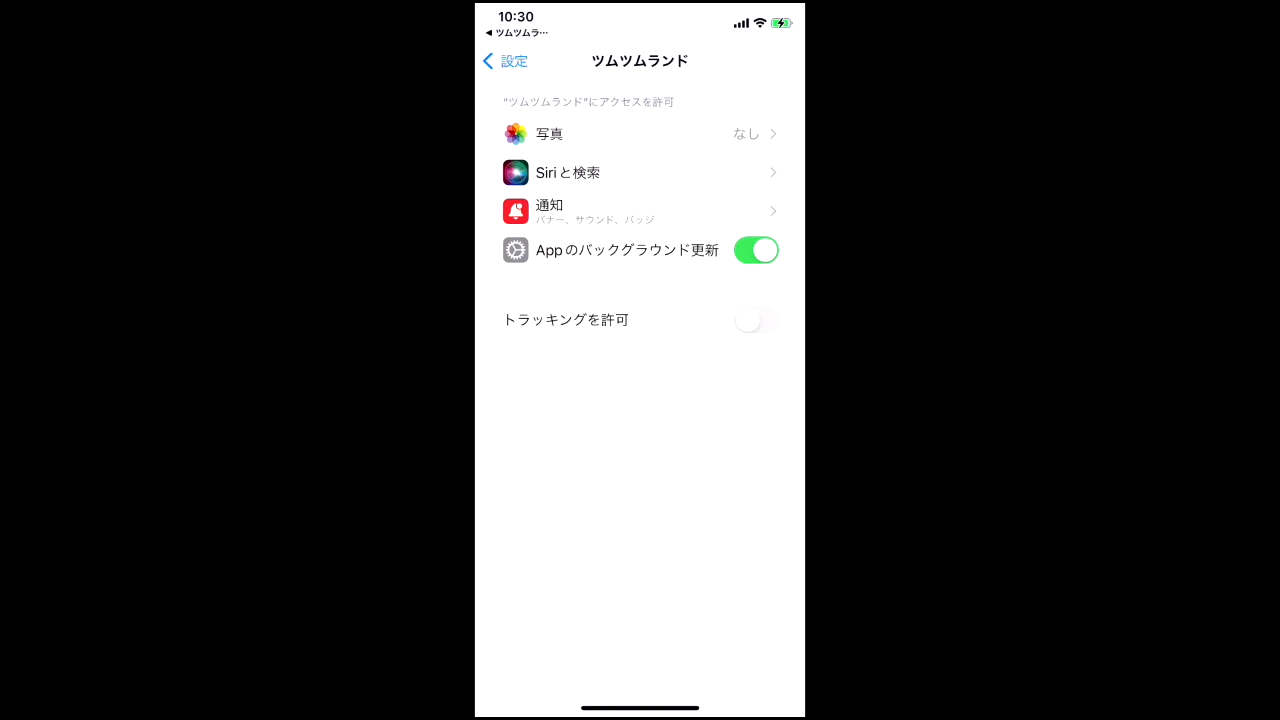 10:30
◀ ツムツムラ…
設定
ツムツムランド
“ツムツムランド”にアクセスを許可
写真
なし
Siriと検索
通知
バナー、サウンド、バッジ
Appのバックグラウンド更新
トラッキングを許可